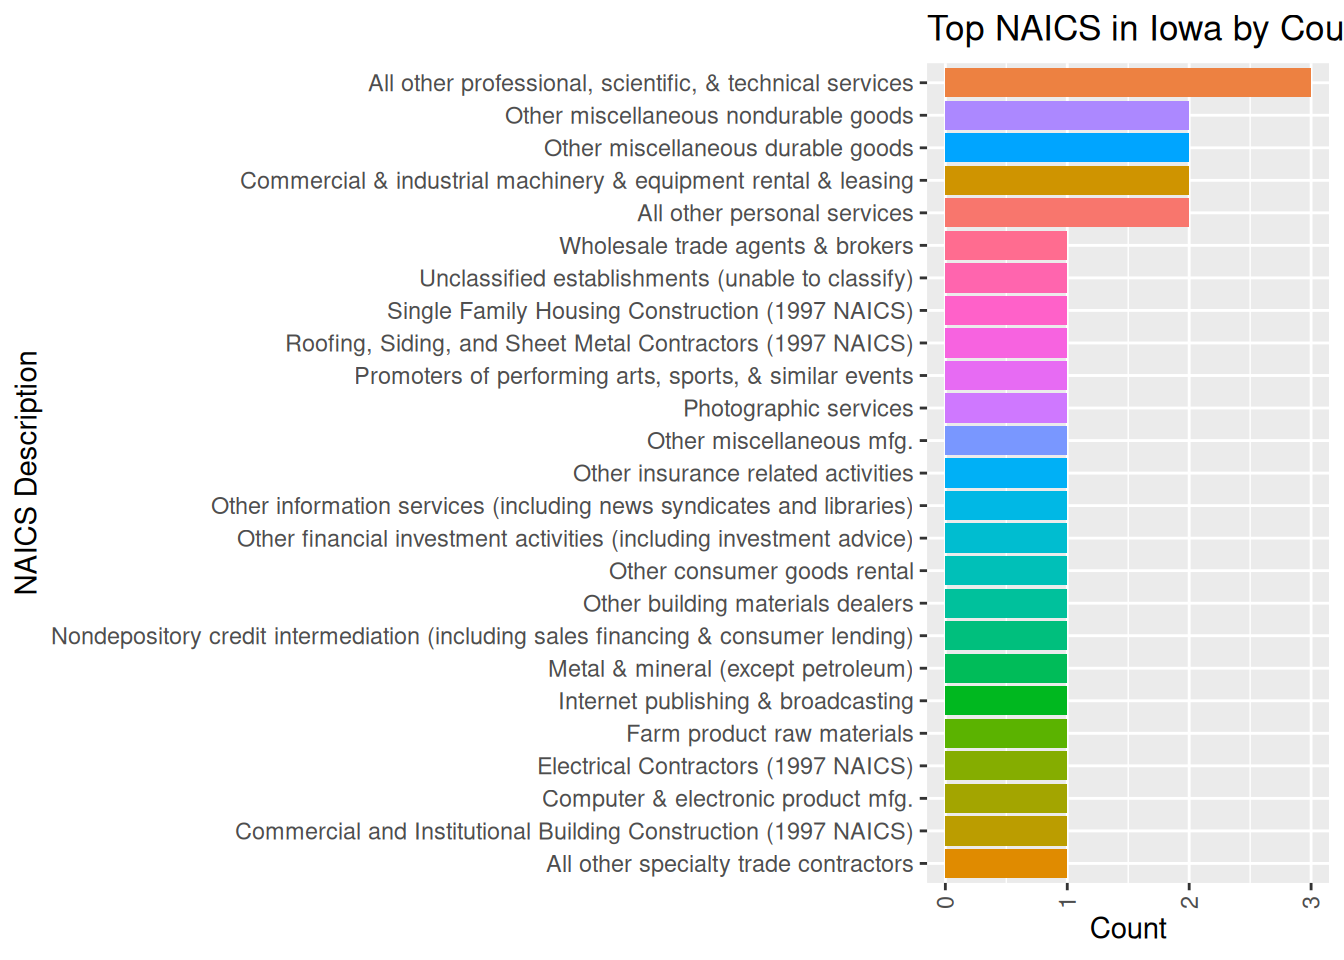 Top NAICS in Iowa by Cou
All other professional, scientific, & technical services
Other miscellaneous nondurable goods
Other miscellaneous durable goods
Commercial & industrial machinery & equipment rental & leasing
All other personal services
Wholesale trade agents & brokers
Unclassified establishments (unable to classify)
Single Family Housing Construction (1997 NAICS)
Roofing, Siding, and Sheet Metal Contractors (1997 NAICS)
Promoters of performing arts, sports, & similar events
Photographic services
Other miscellaneous mfg.
Other insurance related activities
Other information services (including news syndicates and libraries)
Other financial investment activities (including investment advice)
Other consumer goods rental
Other building materials dealers
Nondepository credit intermediation (including sales financing & consumer lending)
Metal & mineral (except petroleum)
Internet publishing & broadcasting
Farm product raw materials
Electrical Contractors (1997 NAICS)
Computer & electronic product mfg.
Commercial and Institutional Building Construction (1997 NAICS)
All other specialty trade contractors
NAICS Description
0 1 2 3
Count